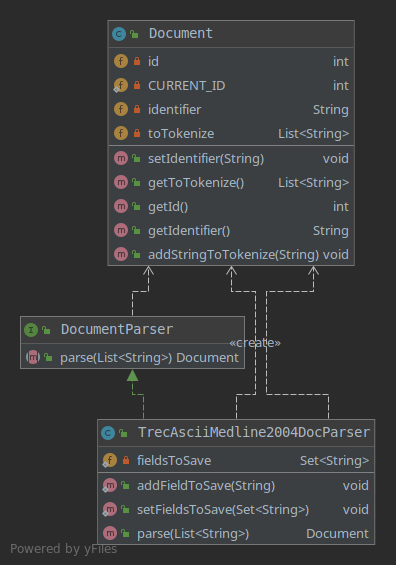 C Document
f id int
f CURRENT_ID int
f identifier String
f toTokenize List<String>
m setIdentifier(String) void
m getToTokenize() List<String>
m getId() int
m getIdentifier() String
m addStringToTokenize(String) void
I DocumentParser
m parse(List<String>) Document
«create»
C TrecAsciiMedline2004DocParser
f fieldsToSave Set<String>
m addFieldToSave(String) void
m setFieldsToSave(Set<String>) void
m parse(List<String>) Document
Powered by yFiles